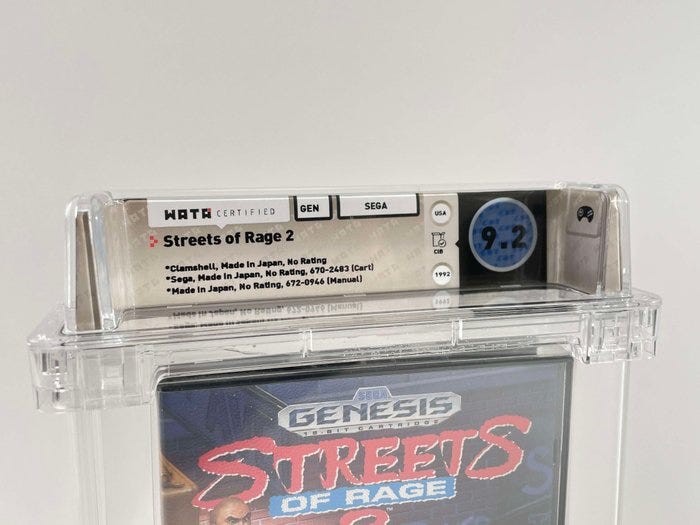 WATA CERTIFIED
GEN
SEGA
Streets of Rage 2
*Clamshell, Made in Japan, No Rating
*Sega, Made in Japan, No Rating, 670-2483 (Cart)
*Made in Japan, No Rating, 672-0946 (Manual)
USA
CIB
1992
9.2
SEGA
GENESIS
16-BIT CARTRIDGE
STREETS
OF RAGE
TM
2